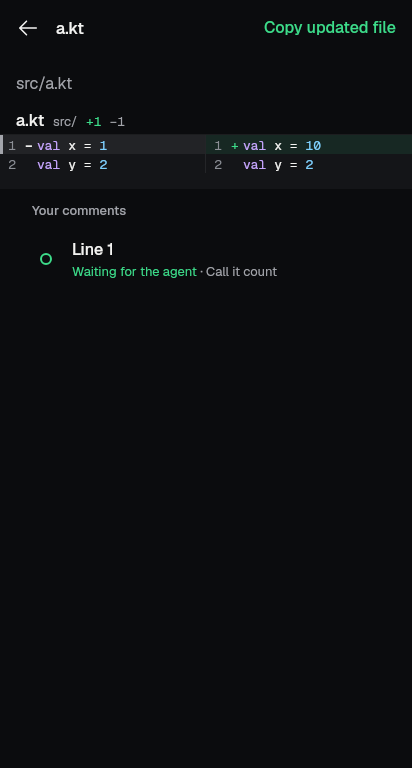 a.kt
Copy updated file
src/a.kt
a.kt src/ +1 −1
1 − val x = 1 1 + val x = 10
2 val y = 2 2 val y = 2
Your comments
Line 1
Waiting for the agent · Call it count